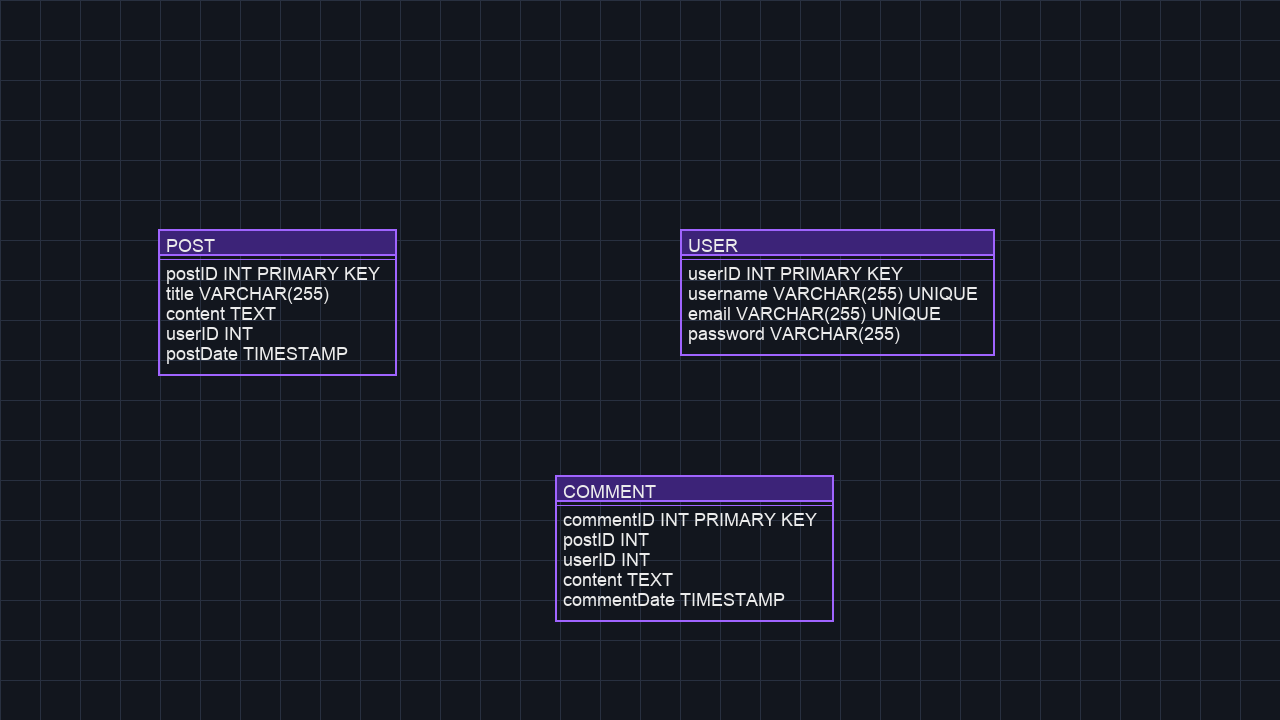 POST
postID INT PRIMARY KEY
title VARCHAR(255)
content TEXT
userID INT
postDate TIMESTAMP
USER
userID INT PRIMARY KEY
username VARCHAR(255) UNIQUE
email VARCHAR(255) UNIQUE
password VARCHAR(255)
COMMENT
commentID INT PRIMARY KEY
postID INT
userID INT
content TEXT
commentDate TIMESTAMP